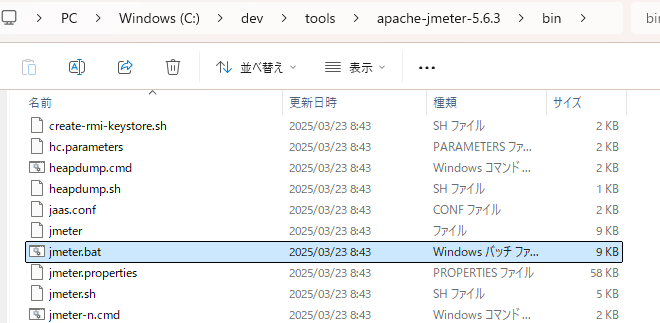 PC > Windows (C:) > dev > tools > apache-jmeter-5.6.3 > bin > bin
並べ替え 表示 ...
名前 更新日時 種類 サイズ
create-rmi-keystore.sh 2025/03/23 8:43 SH ファイル 2 KB
hc.parameters 2025/03/23 8:43 PARAMETERS ファ... 2 KB
heapdump.cmd 2025/03/23 8:43 Windows コマンド ... 2 KB
heapdump.sh 2025/03/23 8:43 SH ファイル 1 KB
jaas.conf 2025/03/23 8:43 CONF ファイル 2 KB
jmeter 2025/03/23 8:43 ファイル 9 KB
jmeter.bat 2025/03/23 8:43 Windows バッチ ファ... 9 KB
jmeter.properties 2025/03/23 8:43 PROPERTIES ファイル 58 KB
jmeter.sh 2025/03/23 8:43 SH ファイル 5 KB
jmeter-n.cmd 2025/03/23 8:43 Windows コマンド ... 2 KB